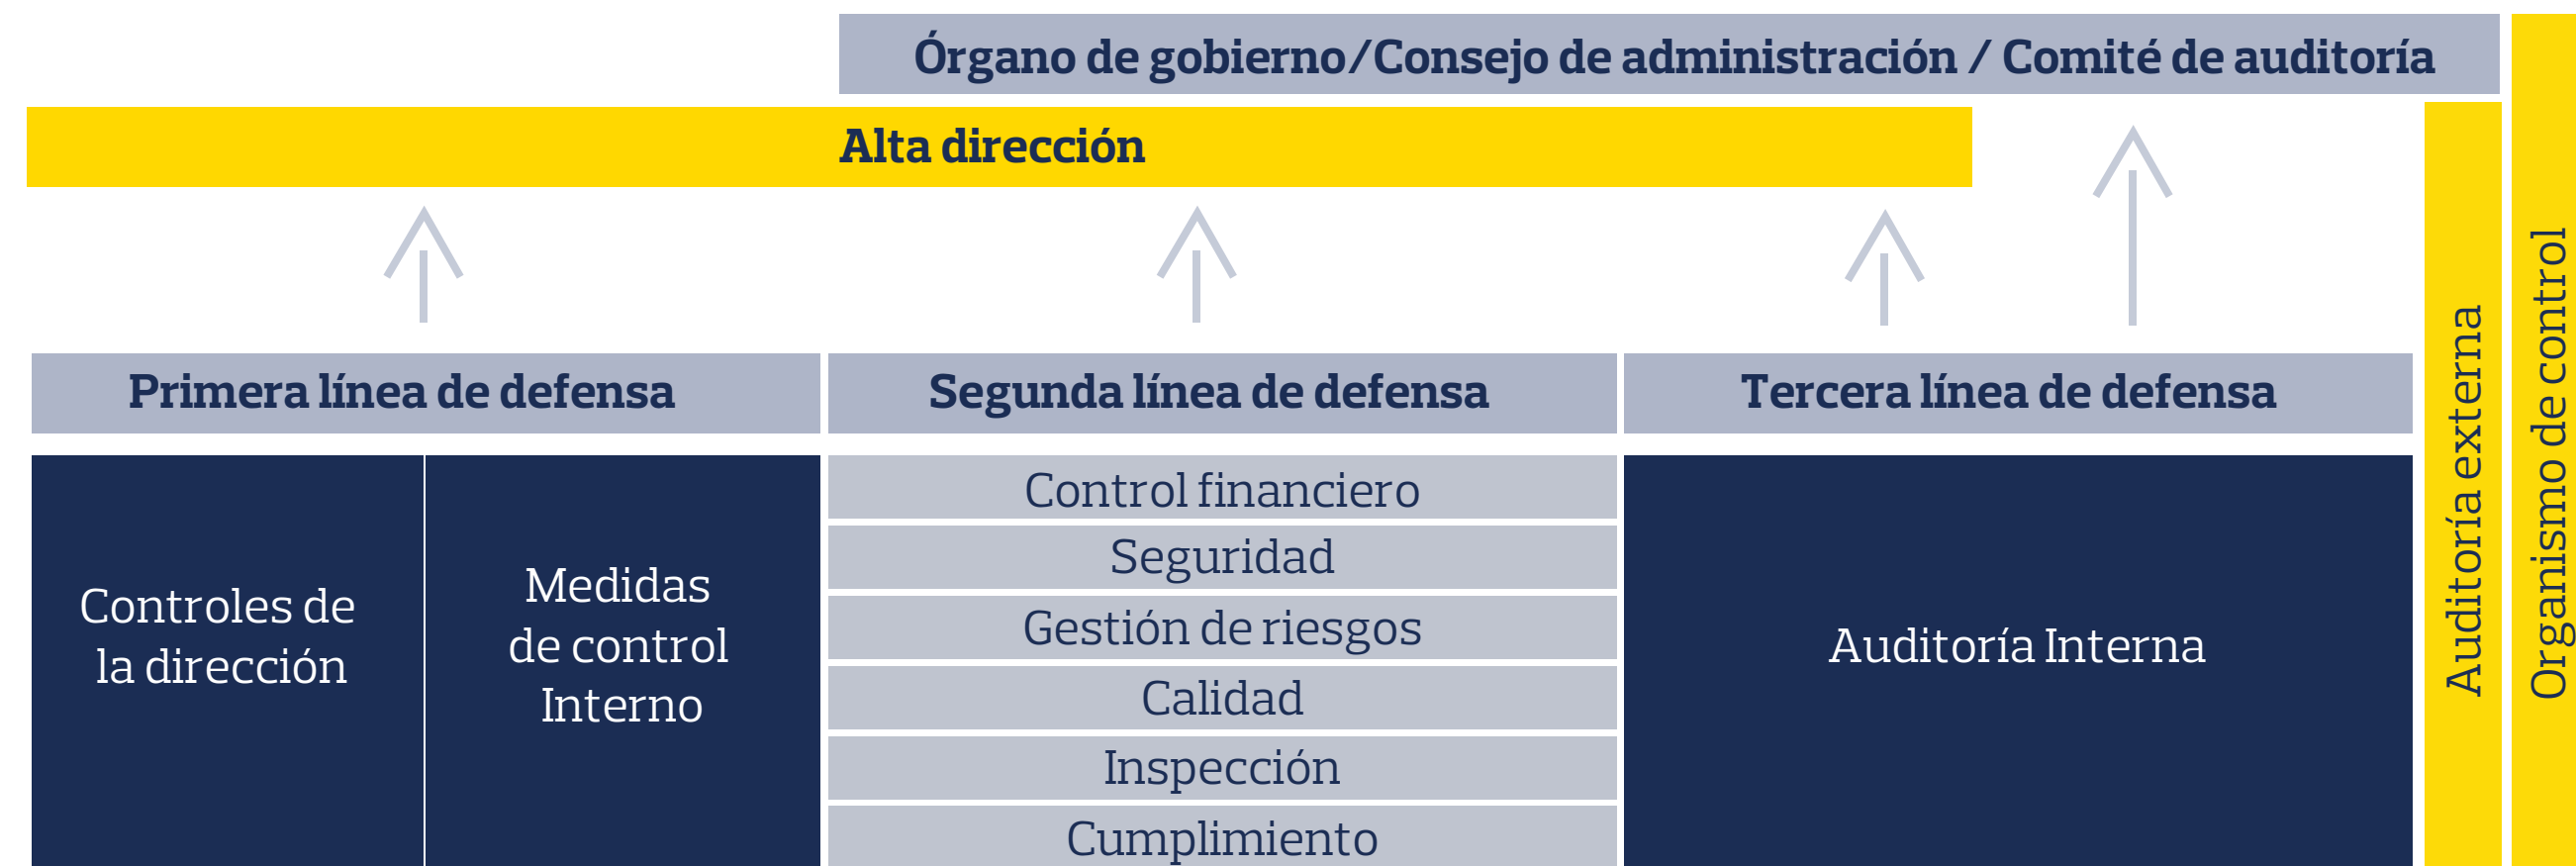 Órgano de gobierno/Consejo de administración / Comité de auditoría
Alta dirección
Primera línea de defensa
Segunda línea de defensa
Tercera línea de defensa
Controles de
la dirección
Medidas
de control
Interno
Control financiero
Seguridad
Gestión de riesgos
Calidad
Inspección
Cumplimiento
Auditoría Interna
Auditoría externa
Organismo de control